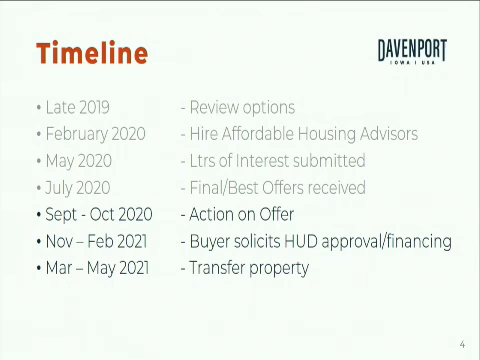 Timeline
DAVENPORT
IOWA | USA
• Late 2019 - Review options
• February 2020 - Hire Affordable Housing Advisors
• May 2020 - Ltrs of Interest submitted
• July 2020 - Final/Best Offers received
• Sept - Oct 2020 - Action on Offer
• Nov – Feb 2021 - Buyer solicits HUD approval/financing
• Mar – May 2021 - Transfer property
4